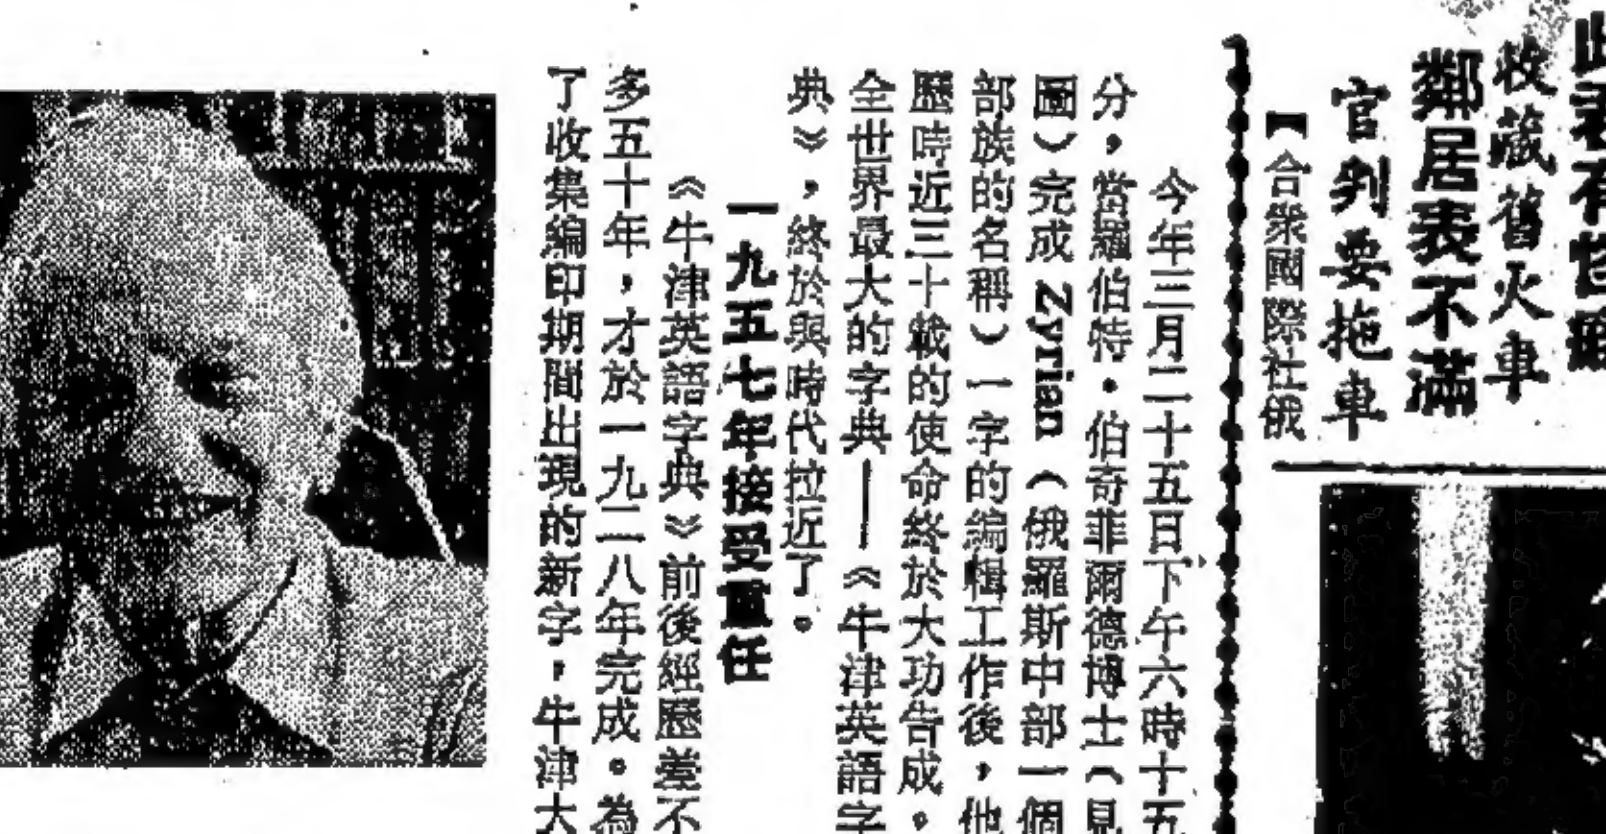 收藏舊火車
鄰居表不滿
官判要拖車
【合衆國際社俄
今年三月二十五日下午六時十五
分，當羅伯特．伯奇菲爾德博士（見
圖）完成 Zyrian（俄羅斯中部一個
部族的名稱）一字的編輯工作後，他
歷時近三十載的使命終於大功告成。
全世界最大的字典——《牛津英語字
典》，終於與時代拉近了。
一九五七年接受重任
《牛津英語字典》前後經歷差不
多五十年，才於一九二八年完成。為
了收集編印期間出現的新字，牛津大